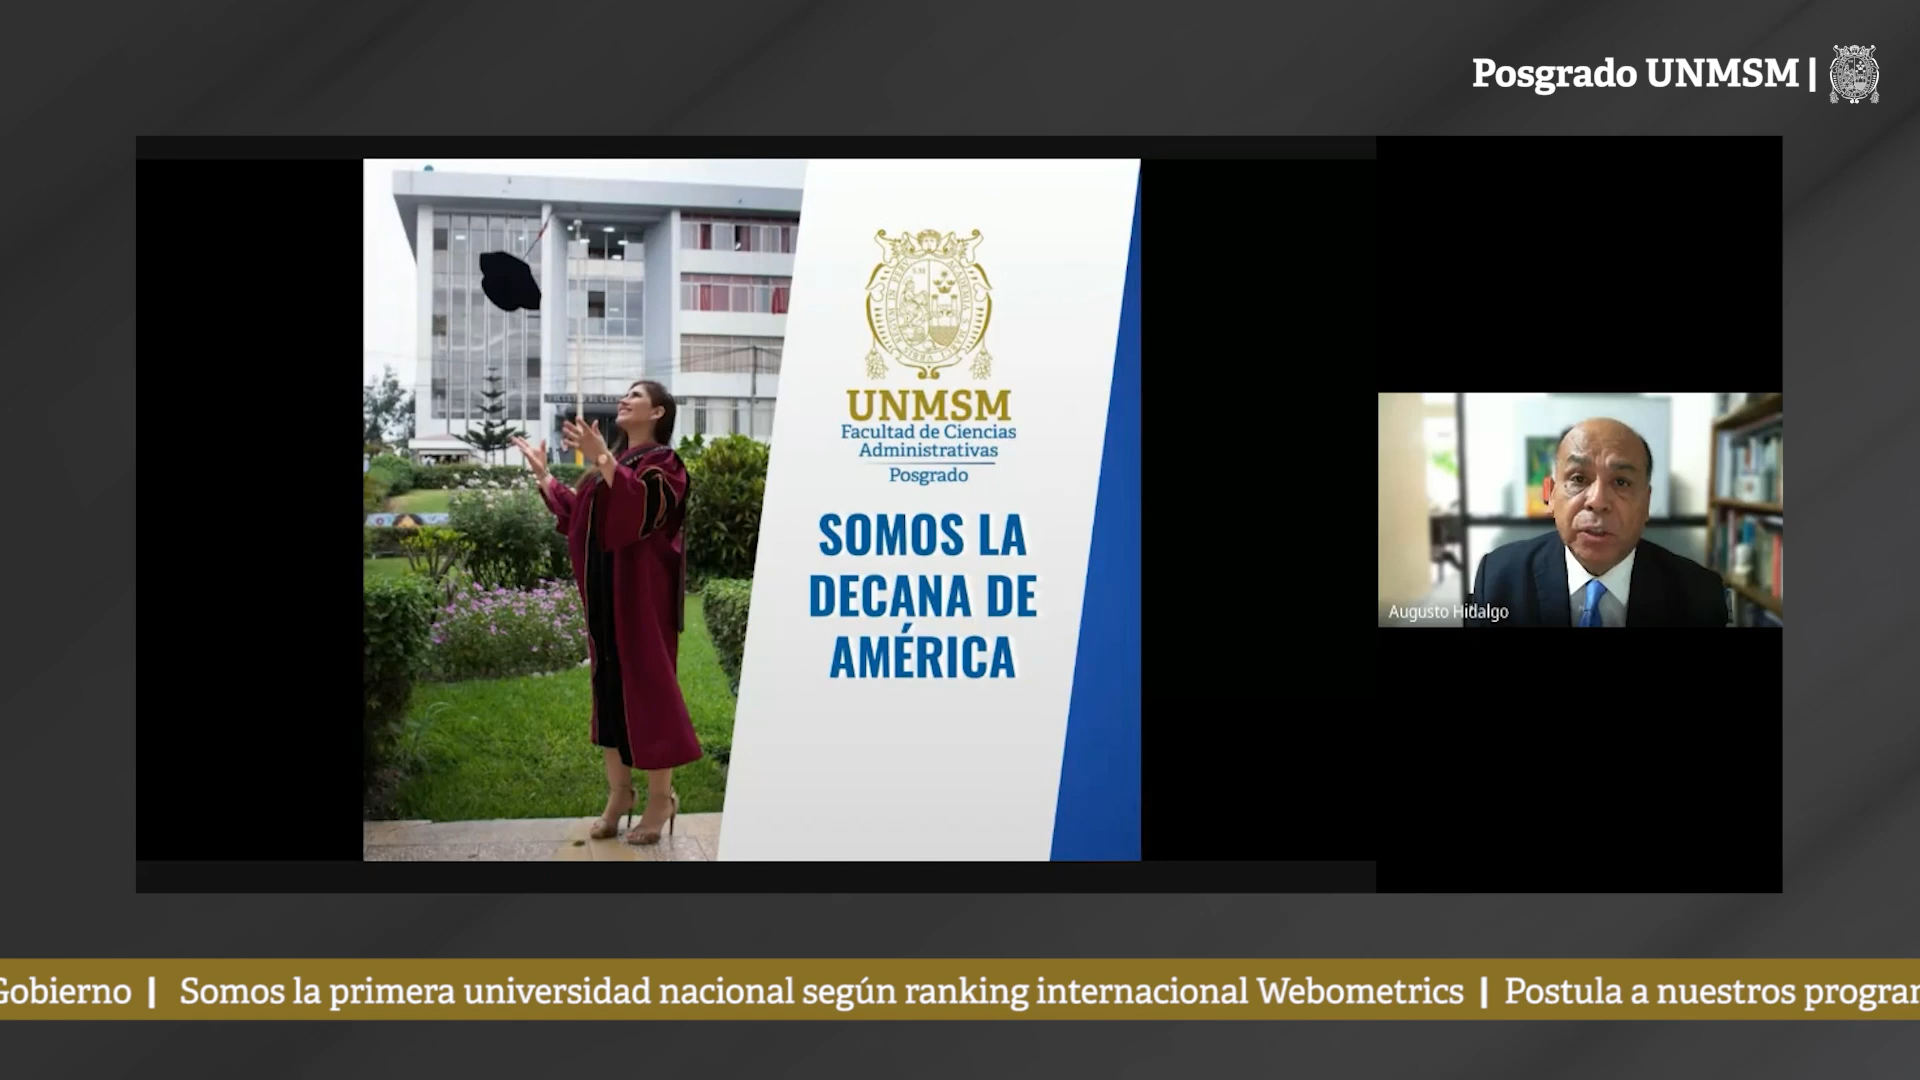 Posgrado UNMSM |
UNMSM
Facultad de Ciencias
Administrativas
Posgrado
SOMOS LA
DECANA DE
AMÉRICA
Augusto Hidalgo
Gobierno | Somos la primera universidad nacional según ranking internacional Webometrics | Postula a nuestros program